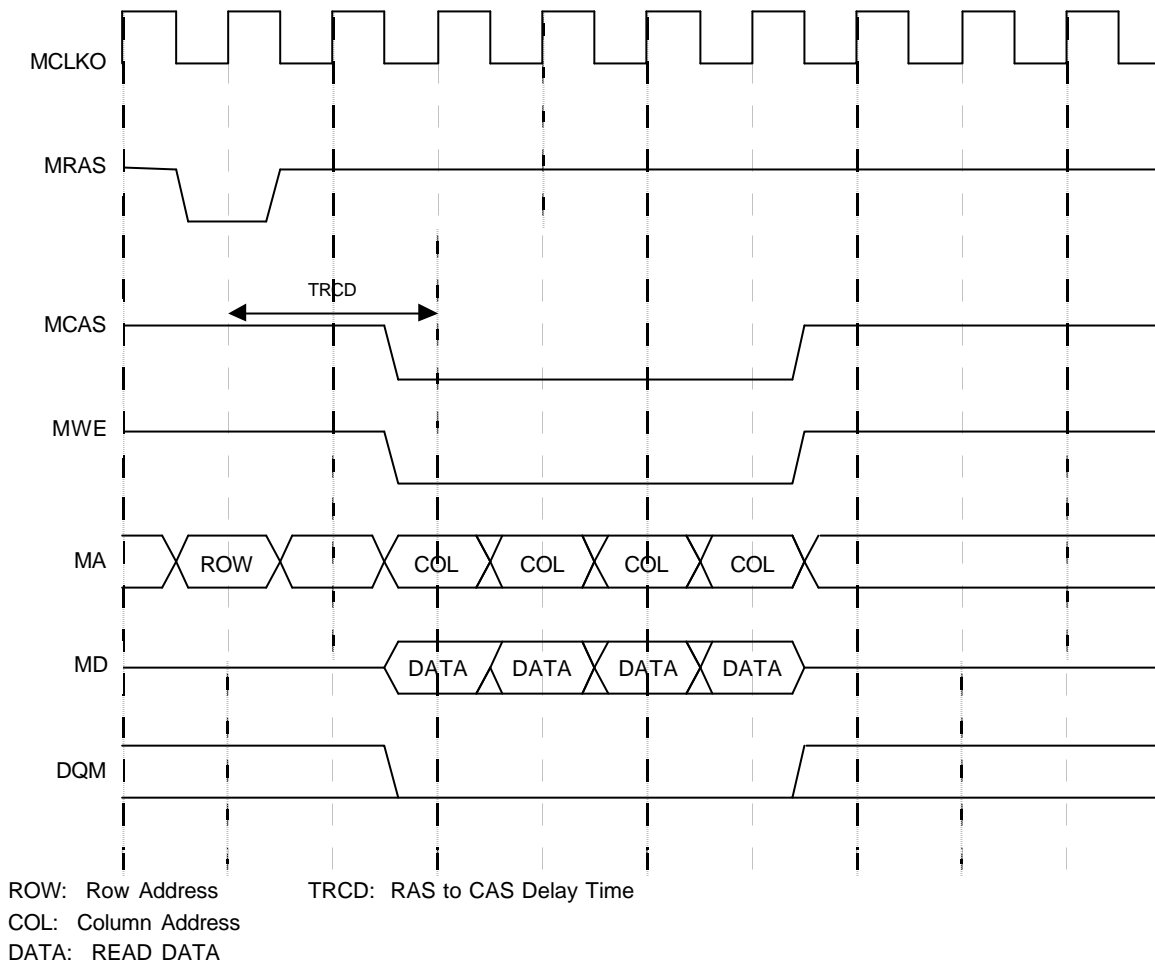 MCLKO
MRAS
TRCD
MCAS
MWE
MA ROW COL COL COL COL
MD DATA DATA DATA DATA
DQM
ROW: Row Address TRCD: RAS to CAS Delay Time
COL: Column Address
DATA: READ DATA